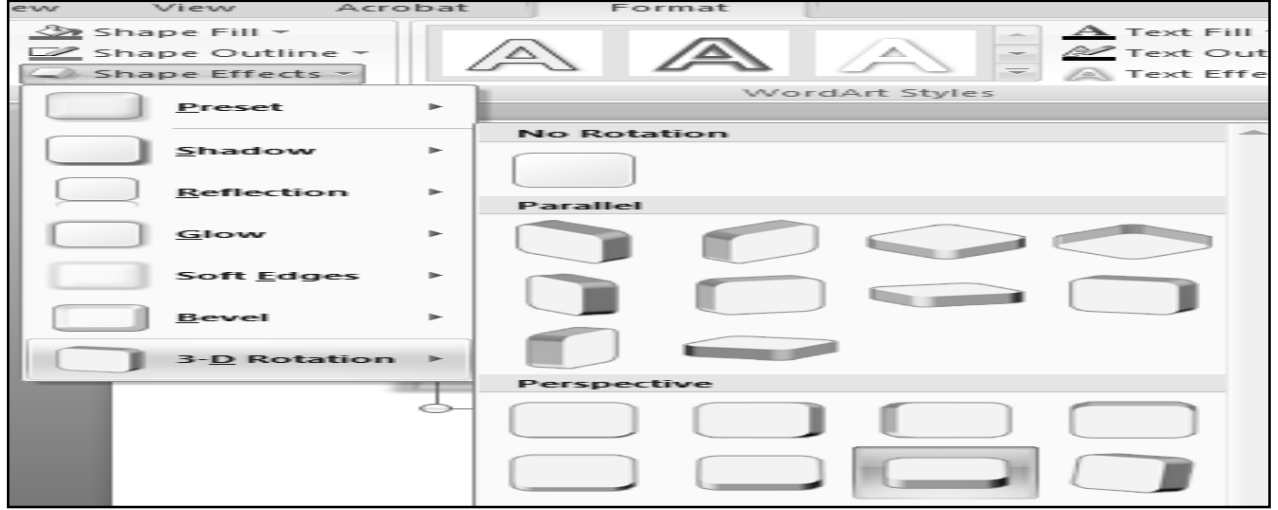 ew View Acrobat Format
Shape Fill
Shape Outline
Shape Effects
A A A
Text Fill
Text Out
Text Effe
WordArt Styles
Preset
Shadow
Reflection
Glow
Soft Edges
Bevel
3-D Rotation
No Rotation
Parallel
Perspective